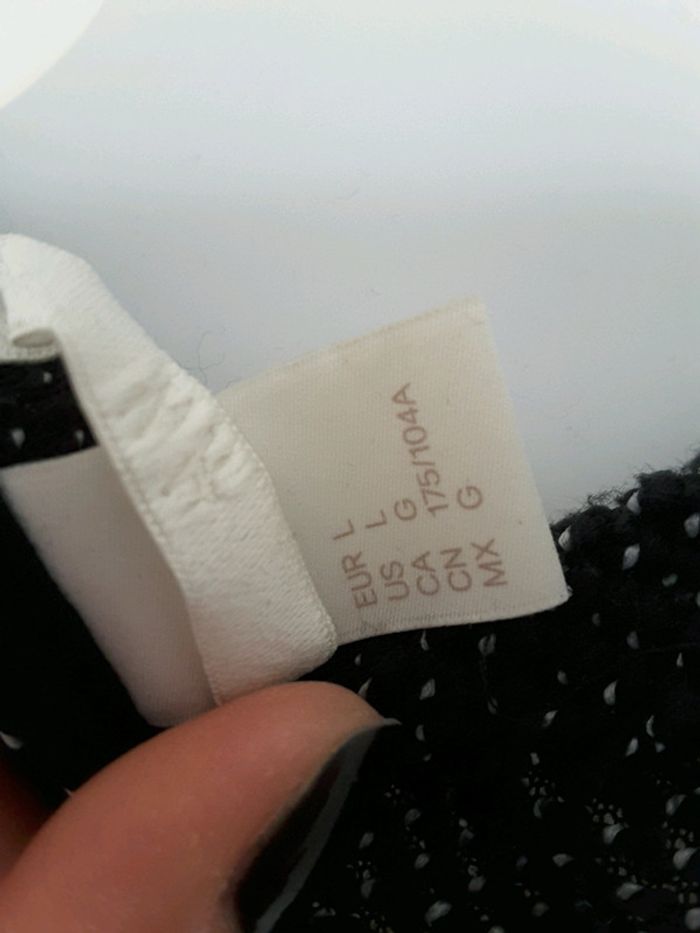 EUR L
US L
CA G
CN 175/104A
MX G